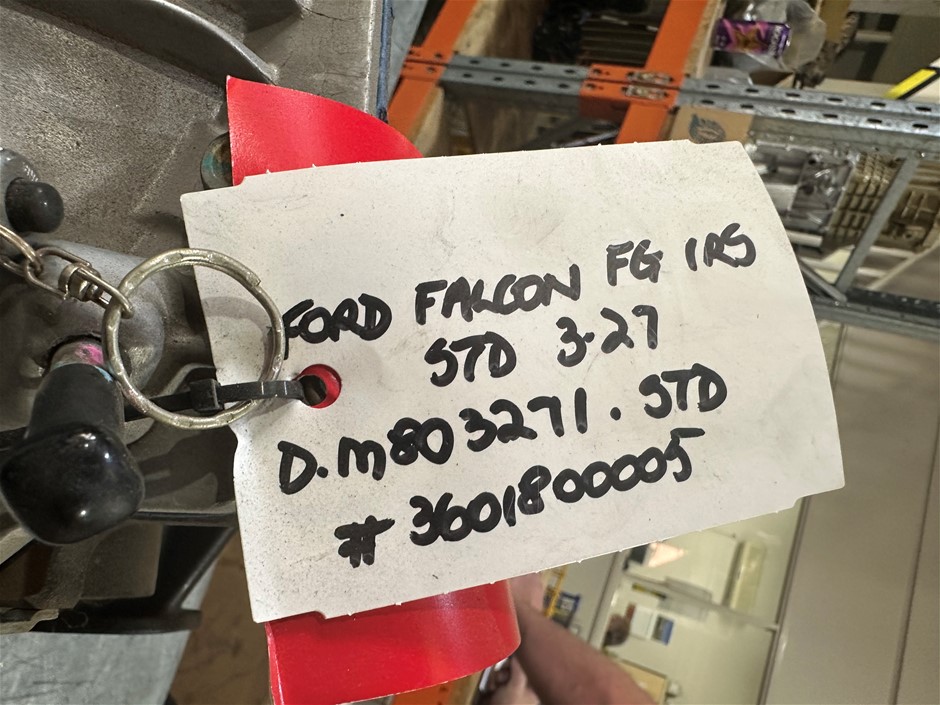 FORD FALCON FG IRS
STD 3.27
D.M803271.STD
#3601800005